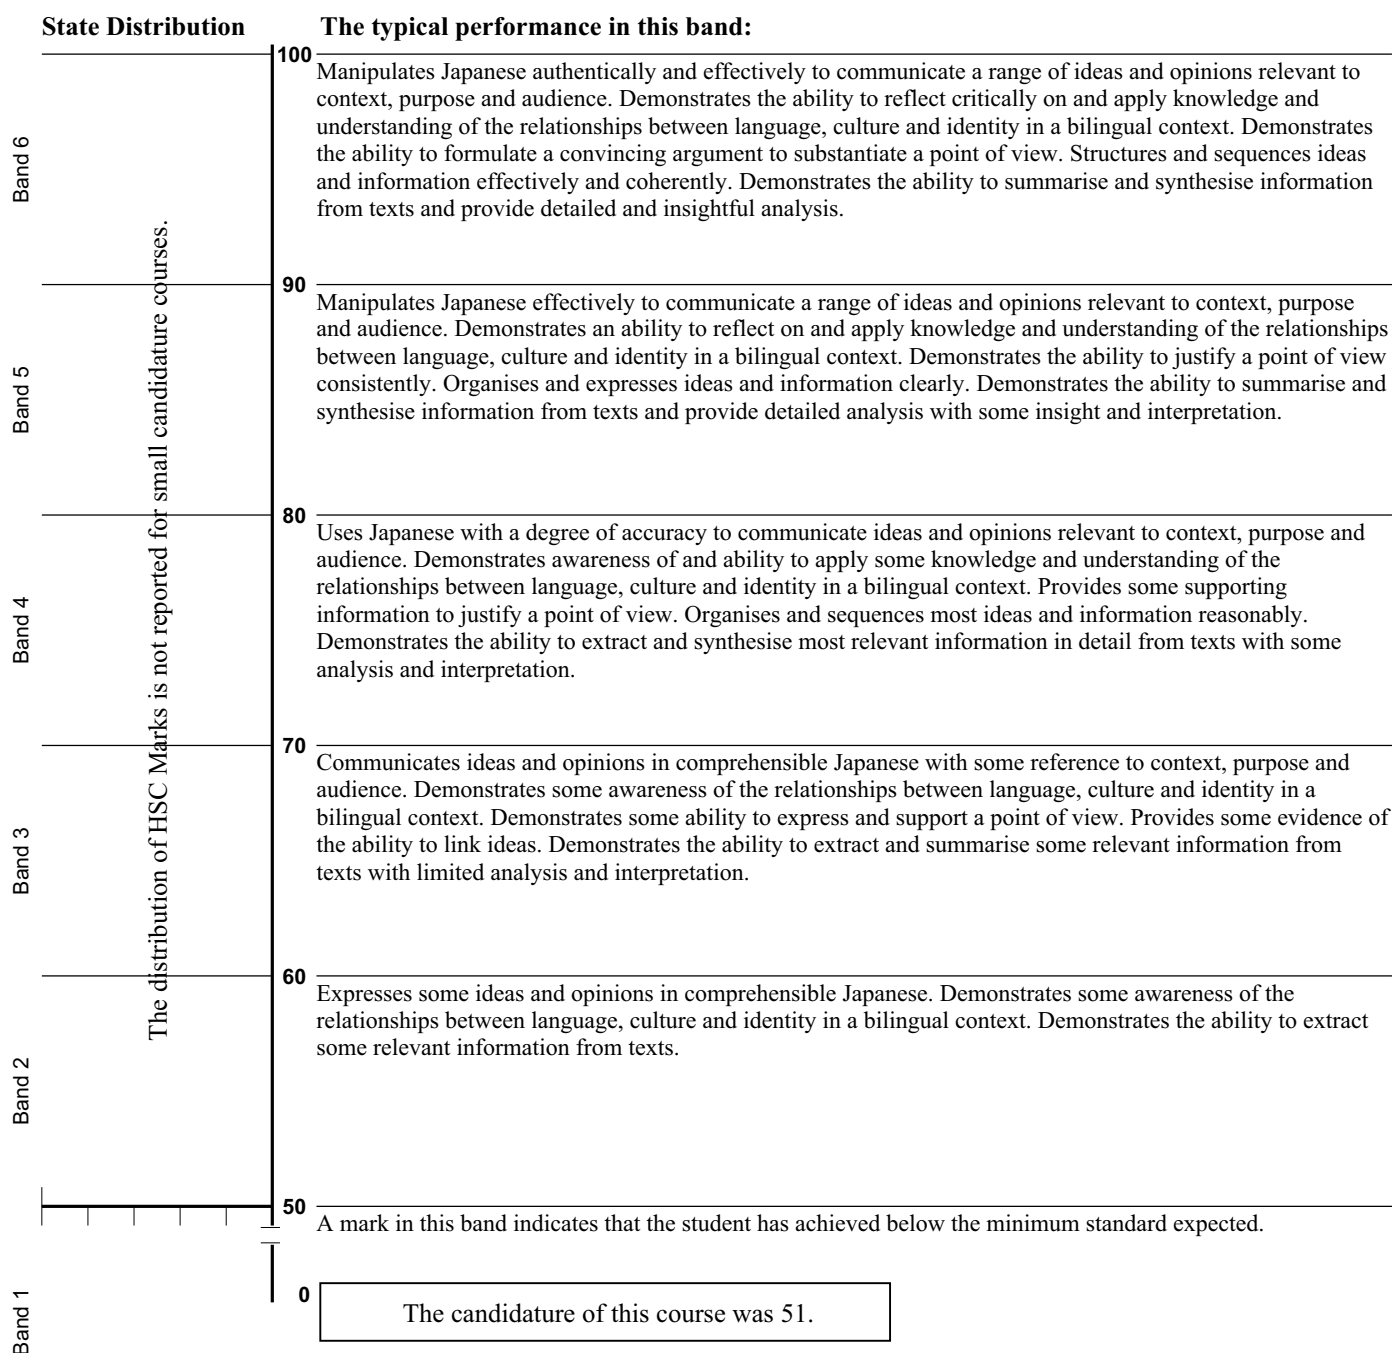 State Distribution
The typical performance in this band:
100
Manipulates Japanese authentically and effectively to communicate a range of ideas and opinions relevant to
context, purpose and audience. Demonstrates the ability to reflect critically on and apply knowledge and
understanding of the relationships between language, culture and identity in a bilingual context. Demonstrates
the ability to formulate a convincing argument to substantiate a point of view. Structures and sequences ideas
and information effectively and coherently. Demonstrates the ability to summarise and synthesise information
from texts and provide detailed and insightful analysis.
Band 6
90
Manipulates Japanese effectively to communicate a range of ideas and opinions relevant to context, purpose
and audience. Demonstrates an ability to reflect on and apply knowledge and understanding of the relationships
between language, culture and identity in a bilingual context. Demonstrates the ability to justify a point of view
consistently. Organises and expresses ideas and information clearly. Demonstrates the ability to summarise and
synthesise information from texts and provide detailed analysis with some insight and interpretation.
Band 5
80
Uses Japanese with a degree of accuracy to communicate ideas and opinions relevant to context, purpose and
audience. Demonstrates awareness of and ability to apply some knowledge and understanding of the
relationships between language, culture and identity in a bilingual context. Provides some supporting
information to justify a point of view. Organises and sequences most ideas and information reasonably.
Demonstrates the ability to extract and synthesise most relevant information in detail from texts with some
analysis and interpretation.
Band 4
The distribution of HSC Marks is not reported for small candidature courses.
70
Communicates ideas and opinions in comprehensible Japanese with some reference to context, purpose and
audience. Demonstrates some awareness of the relationships between language, culture and identity in a
bilingual context. Demonstrates some ability to express and support a point of view. Provides some evidence of
the ability to link ideas. Demonstrates the ability to extract and summarise some relevant information from
texts with limited analysis and interpretation.
Band 3
60
Expresses some ideas and opinions in comprehensible Japanese. Demonstrates some awareness of the
relationships between language, culture and identity in a bilingual context. Demonstrates the ability to extract
some relevant information from texts.
Band 2
50
A mark in this band indicates that the student has achieved below the minimum standard expected.
0
Band 1
The candidature of this course was 51.